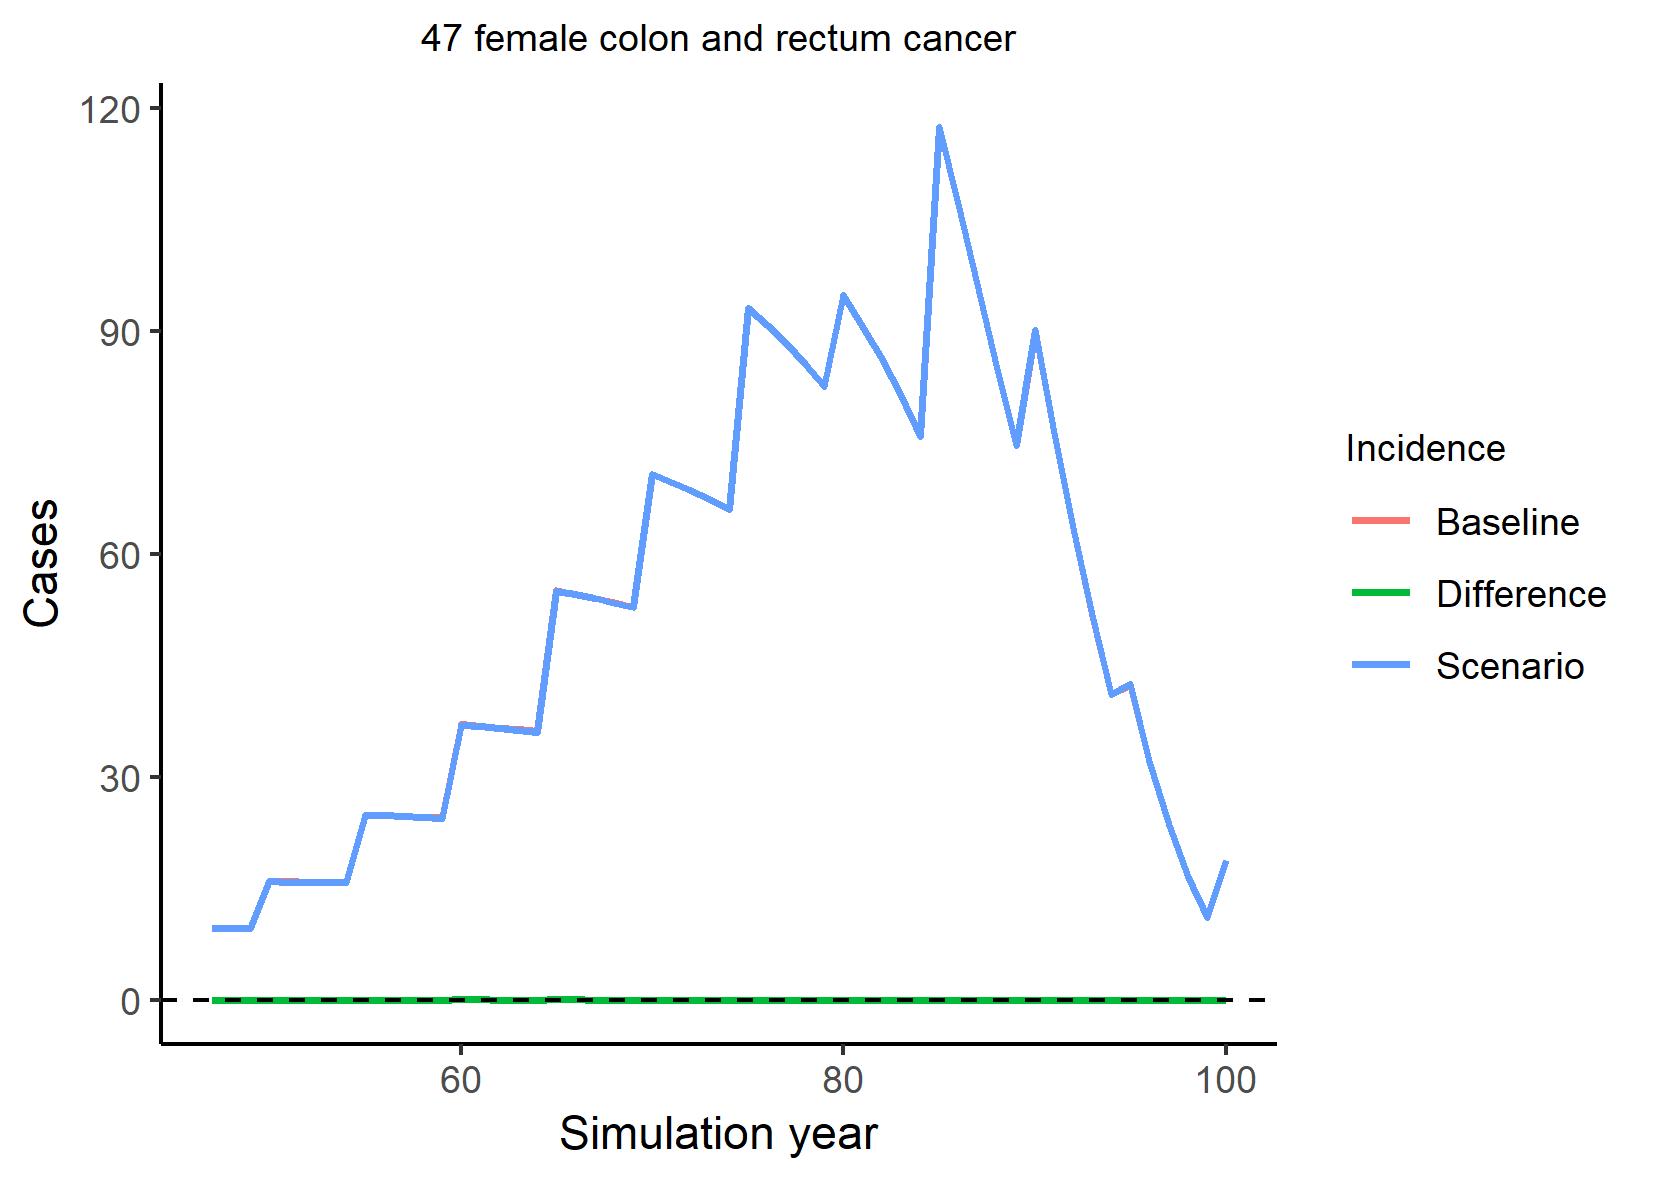 47 female colon and rectum cancer
120
90
60
30
0
Cases
60
80
100
Simulation year
Incidence
Baseline
Difference
Scenario